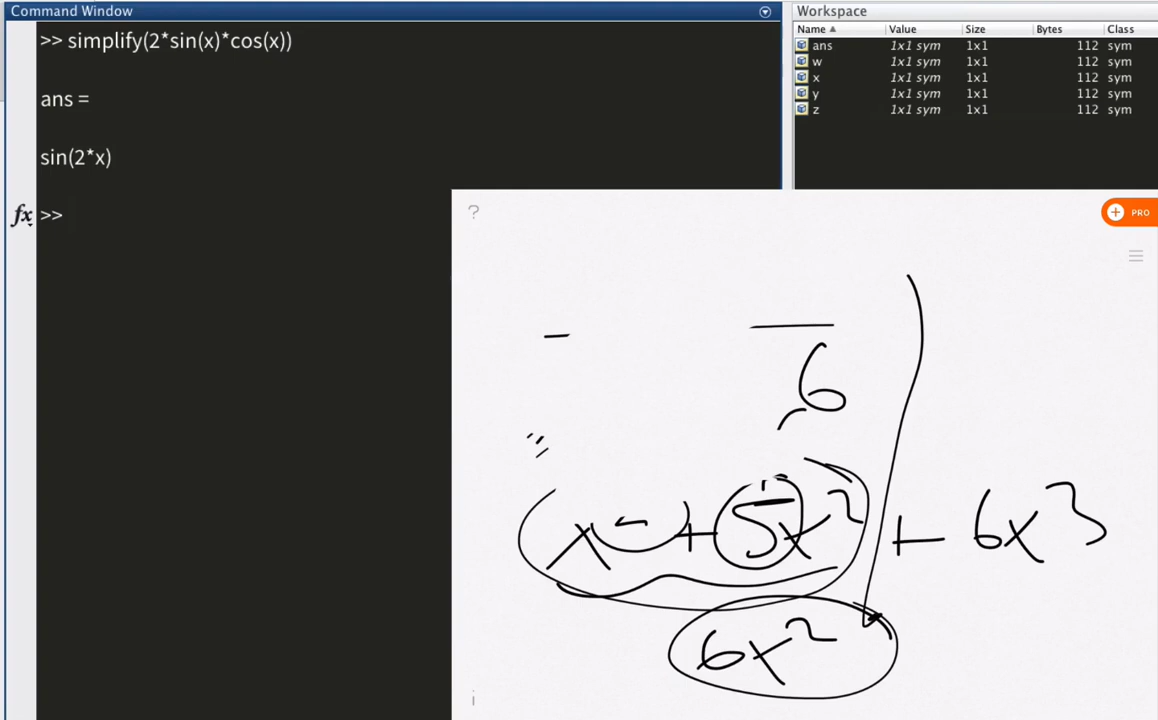 Command Window
>> simplify(2*sin(x)*cos(x))
ans =
sin(2*x)
fx >>
Workspace
Name Value Size Bytes Class
ans 1x1 sym 1x1 112 sym
w 1x1 sym 1x1 112 sym
x 1x1 sym 1x1 112 sym
y 1x1 sym 1x1 112 sym
z 1x1 sym 1x1 112 sym
?
+ PRO
6
x + 5x² + 6x3
6x²
i